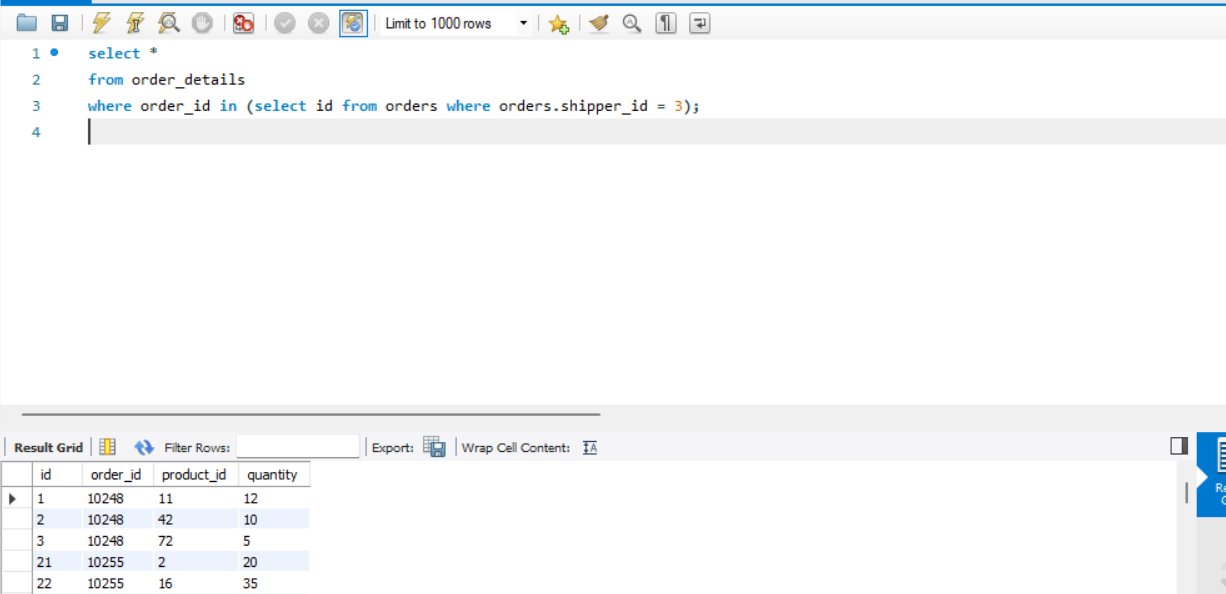 Limit to 1000 rows
1 select *
2 from order_details
3 where order_id in (select id from orders where orders.shipper_id = 3);
4
Result Grid Filter Rows: Export: Wrap Cell Content: IA
id order_id product_id quantity
1 10248 11 12
2 10248 42 10
3 10248 72 5
21 10255 2 20
22 10255 16 35